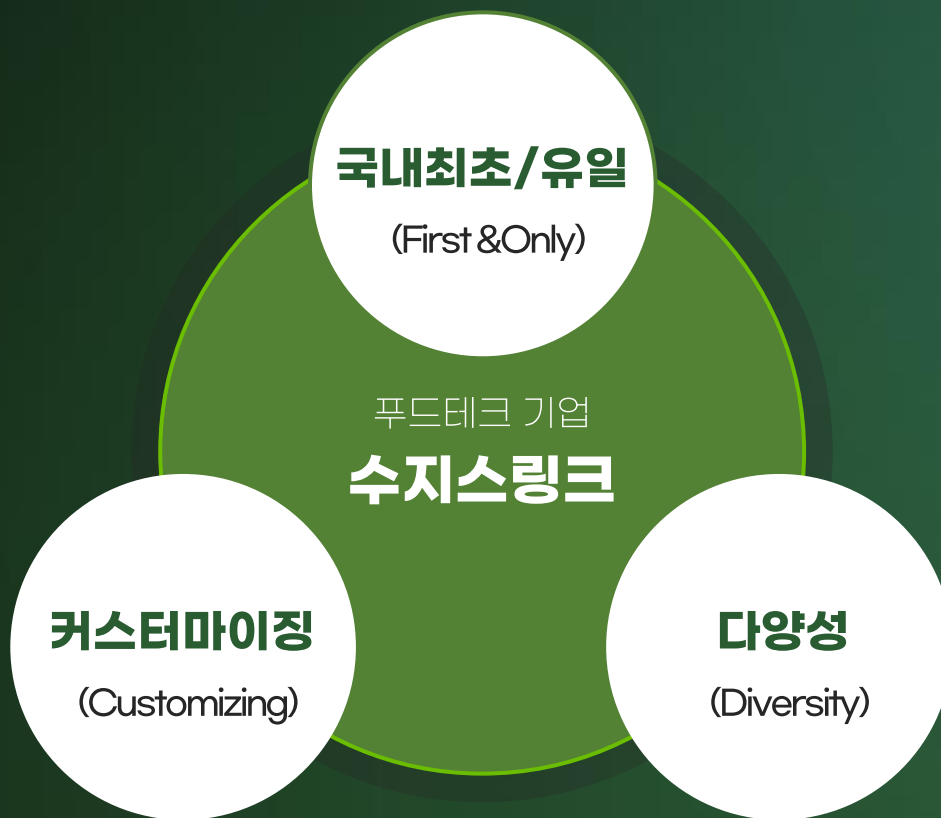 국내최초/유일
(First &Only)
푸드테크 기업
수지스링크
커스터마이징
(Customizing)
다양성
(Diversity)